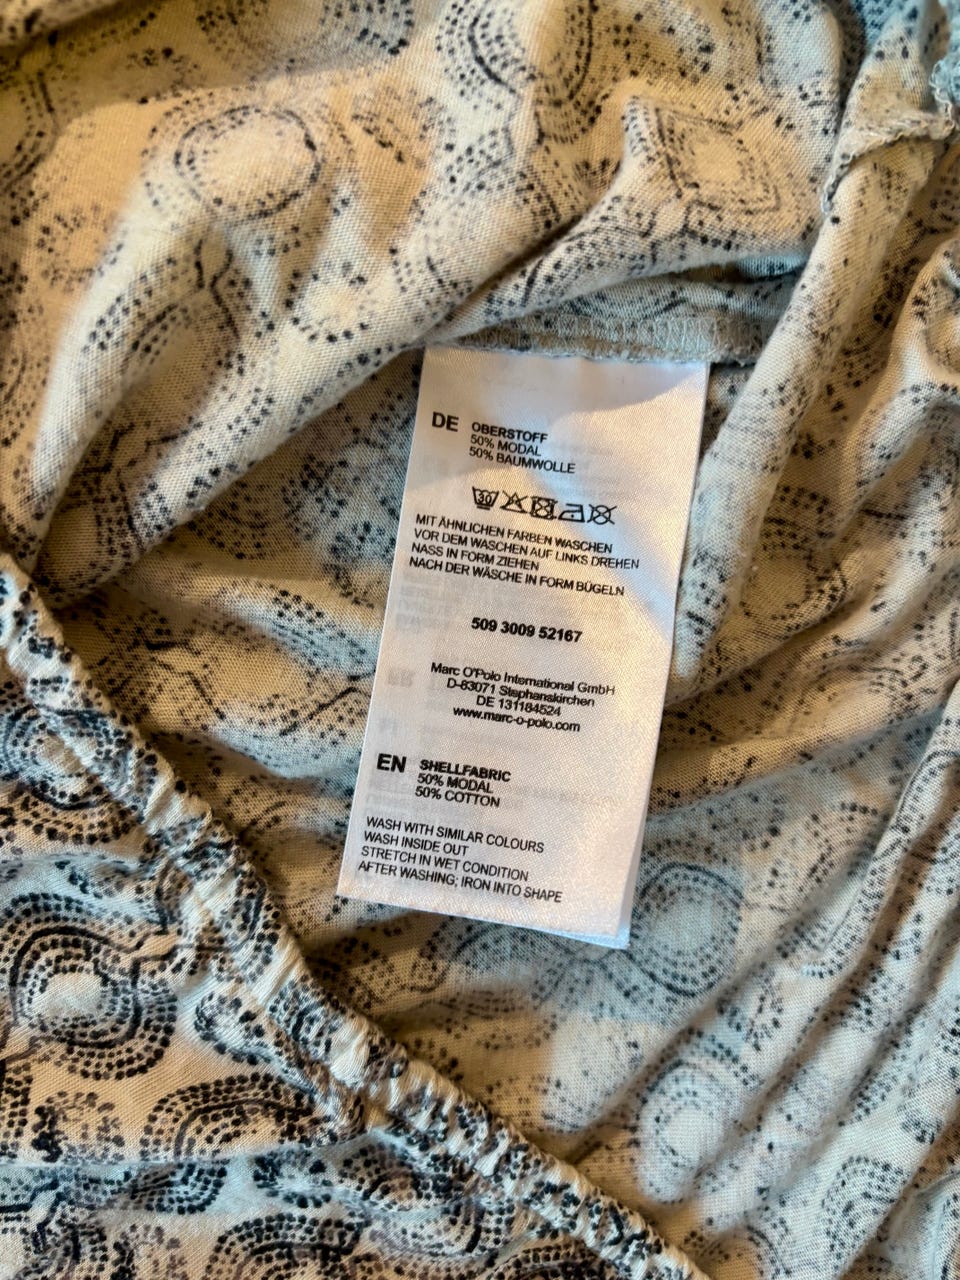 DE OBERSTOFF
50% MODAL
50% BAUMWOLLE
30
MIT ÄHNLICHEN FARBEN WASCHEN
VOR DEM WASCHEN AUF LINKS DREHEN
NASS IN FORM ZIEHEN
NACH DER WÄSCHE IN FORM BÜGELN
509 3009 52167
Marc O'Polo International GmbH
D-83071 Stephanskirchen
DE 131184524
www.marc-o-polo.com
EN SHELLFABRIC
50% MODAL
50% COTTON
WASH WITH SIMILAR COLOURS
WASH INSIDE OUT
STRETCH IN WET CONDITION
AFTER WASHING; IRON INTO SHAPE